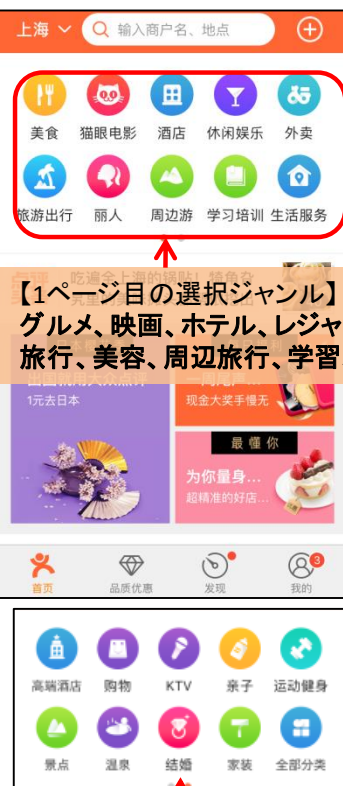 上海
输入商户名、地点
美食 猫眼电影 酒店 休闲娱乐 外卖
旅游出行 丽人 周边游 学习培训 生活服务
【1ページ目の選択ジャンル】
グルメ、映画、ホテル、レジャ
旅行、美容、周辺旅行、学習
1元去日本
现金大奖手慢无
最懂你
为你量身...
超精准的好店...
首页 品质优惠 发现 我的
3
高端酒店 购物 KTV 亲子 运动健身
景点 温泉 结婚 家装 全部分类